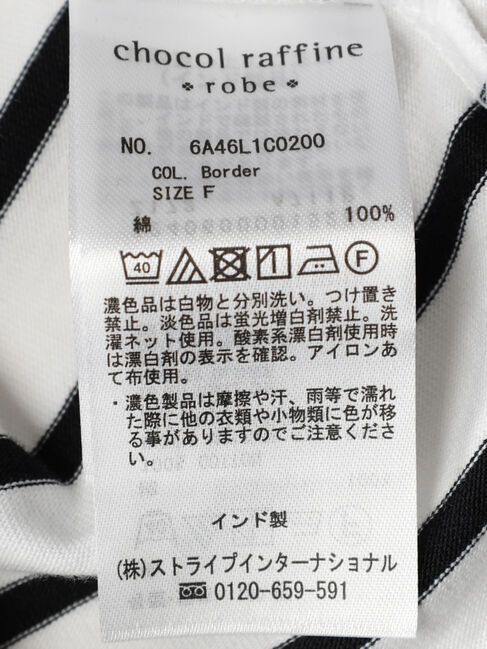 chocol raffine
robe
NO. 6A46L1C0200
COL. Border
SIZE F
綿 100%
40 F
濃色品は白物と分別洗い。つけ置き
禁止。淡色品は蛍光増白剤禁止。洗
濯ネット使用。酸素系漂白剤使用時
は漂白剤の表示を確認。アイロンあ
て布使用。
・濃色製品は摩擦や汗、雨等で濡れ
た際に他の衣類や小物類に色が移
る事がありますのでご注意くださ
い。
インド製
(株)ストライプインターナショナル
0120-659-591